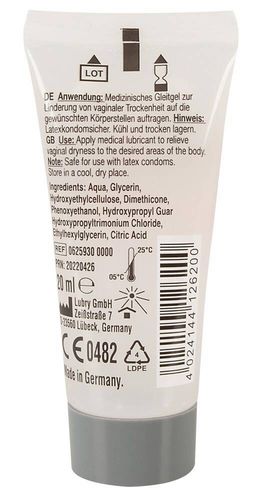 LOT
DE Anwendung: Medizinisches Gleitgel zur
Linderung von vaginaler Trockenheit auf die
gewünschten Körperstellen auftragen. Hinweis:
Latexkondomsicher. Kühl und trocken lagern.
GB Use: Apply medical lubricant to relieve
vaginal dryness to the desired areas of the body.
Note: Safe for use with latex condoms.
Store in a cool, dry place.
Ingredients: Aqua, Glycerin,
Hydroxyethylcellulose, Dimethicone,
Phenoxyethanol, Hydroxypropyl Guar
Hydroxypropyltrimonium Chloride,
Ethylhexylglycerin, Citric Acid
REF 0625930 0000
PRN: 20220426
25°C
05°C
20 ml e
Lubry GmbH
Zeißstraße 7
D-23560 Lübeck, Germany
CE 0482
4
LDPE
Made in Germany.
4 024144 126200